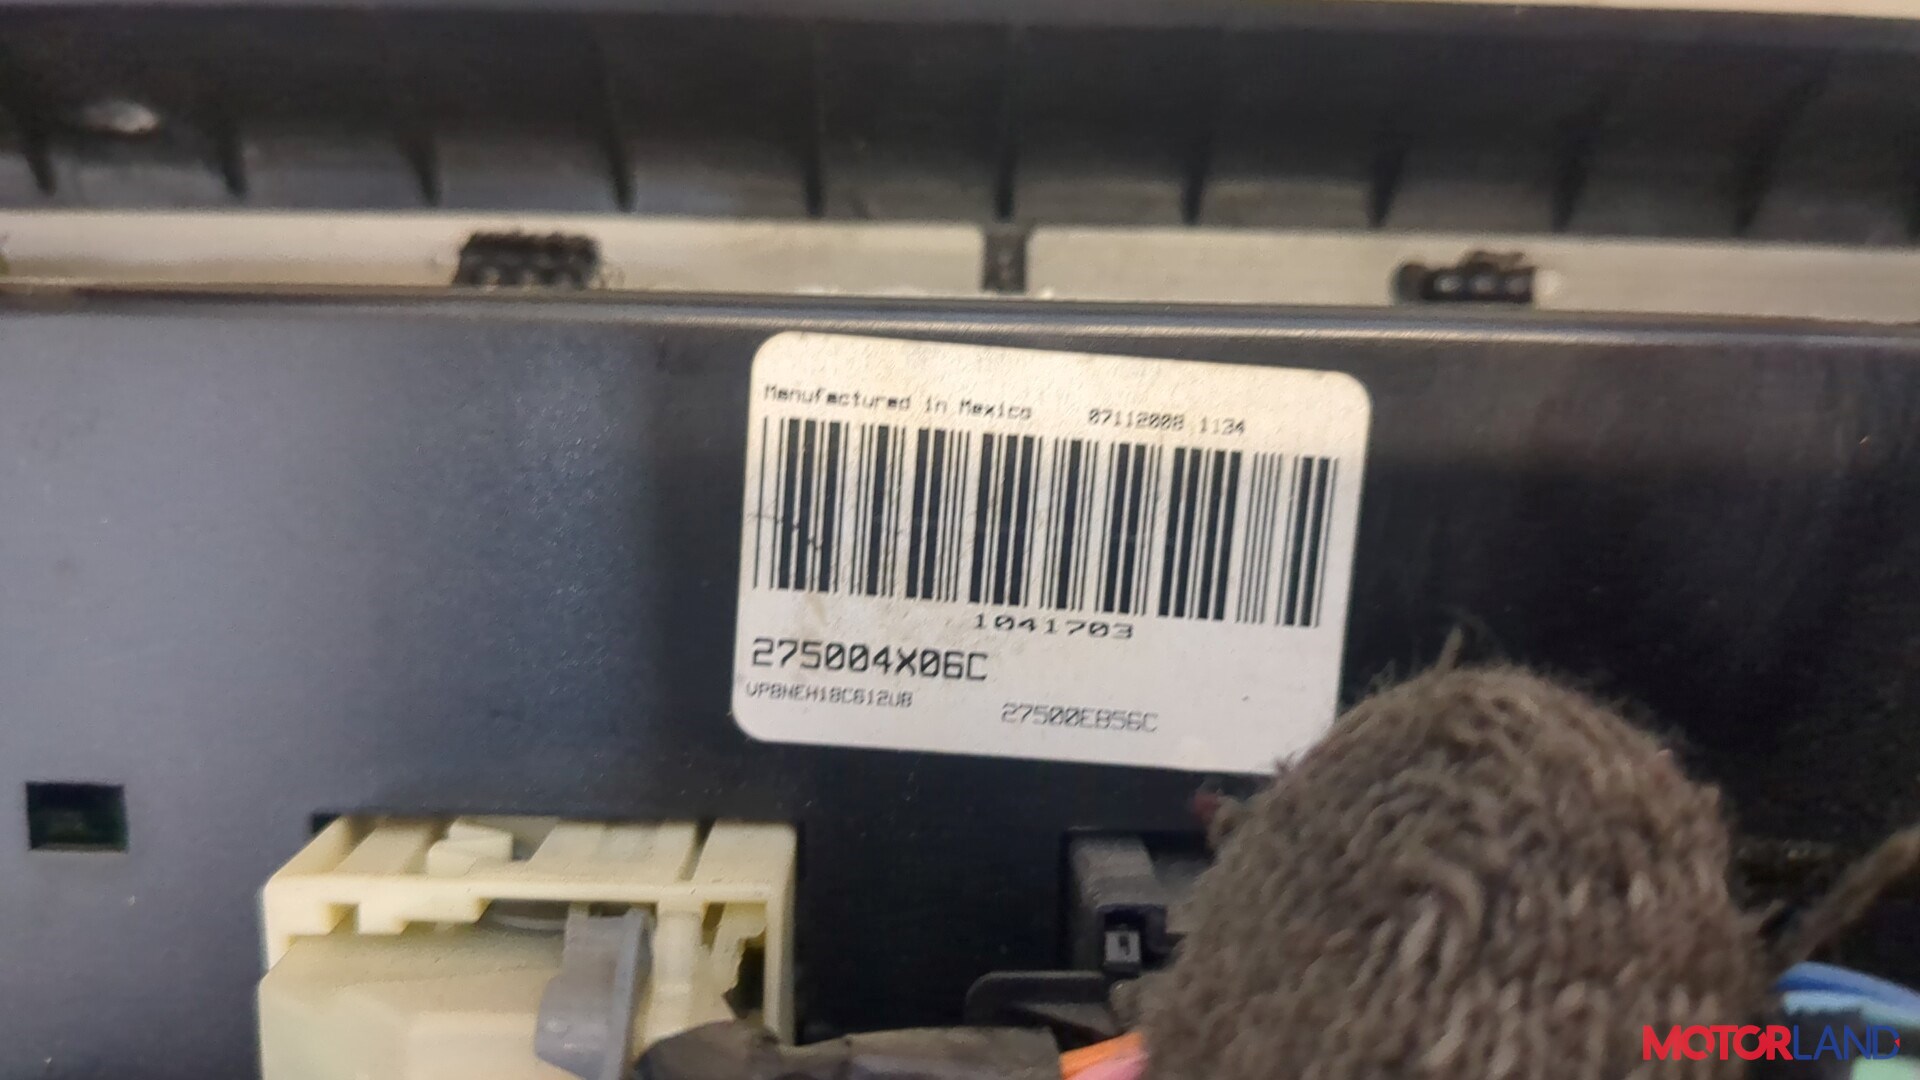 Manufactured in Mexico 07112008 1134
1041703
275004X06C
VP8NEH18C612UB
27500EB56C
MOTORLAND